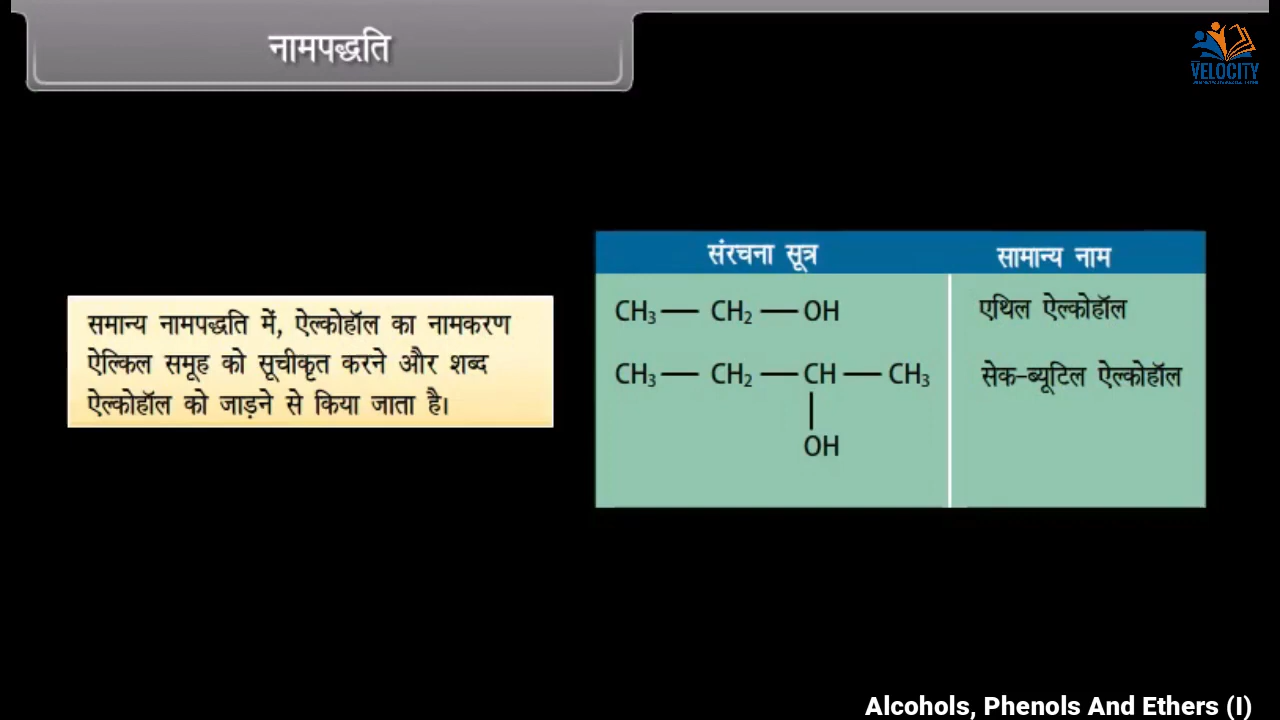 नामपद्धति
VELOCITY
समान्य नामपद्धति में, ऐल्कोहॉल का नामकरण
ऐल्किल समूह को सूचीकृत करने और शब्द
ऐल्कोहॉल को जाड़ने से किया जाता है।
संरचना सूत्र सामान्य नाम
CH₃ — CH₂ — OH एथिल ऐल्कोहॉल
CH₃ — CH₂ — CH — CH₃ सेक-ब्यूटिल ऐल्कोहॉल
OH
Alcohols, Phenols And Ethers (I)